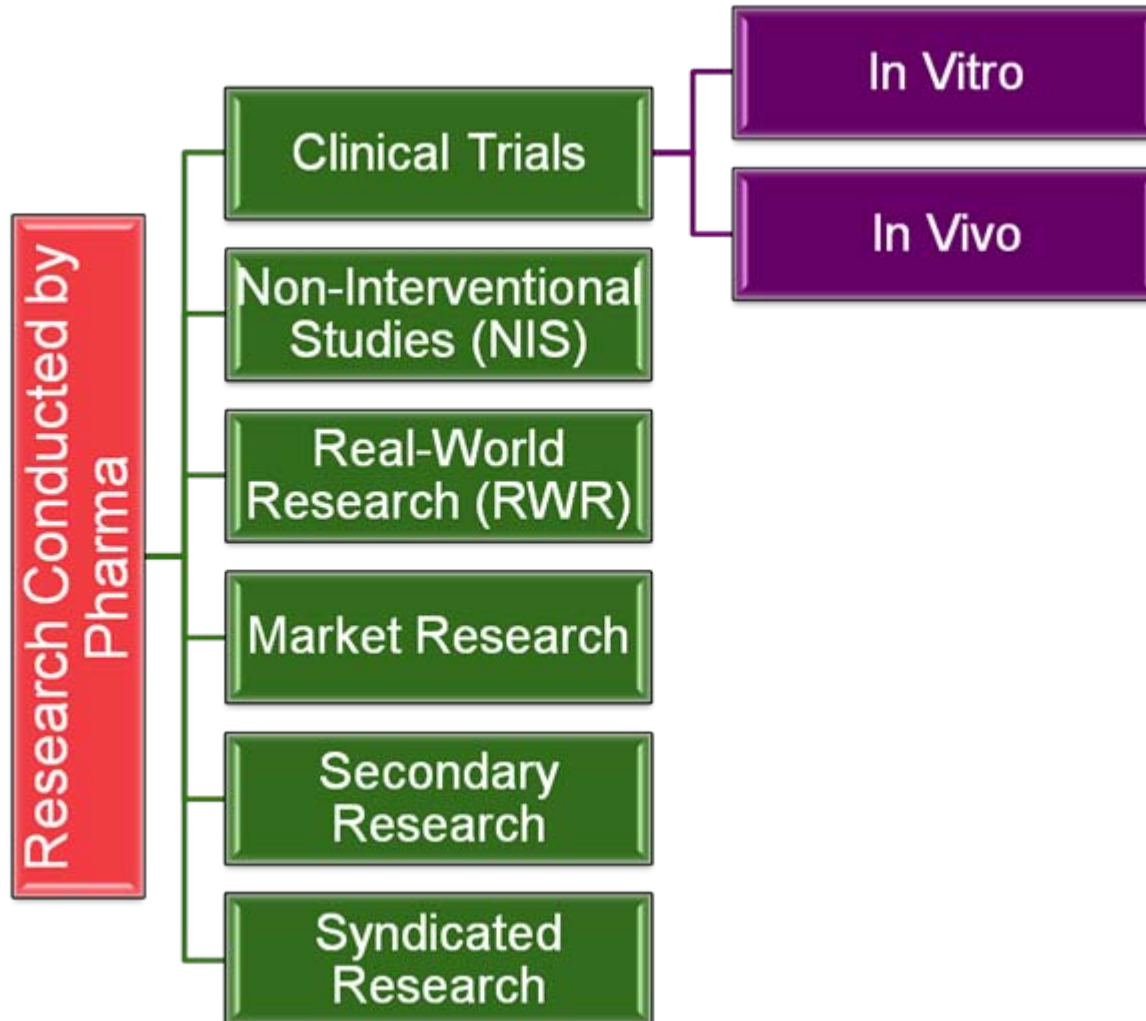 Research Conducted by
Pharma
Clinical Trials
In Vitro
In Vivo
Non-Interventional
Studies (NIS)
Real-World
Research (RWR)
Market Research
Secondary
Research
Syndicated
Research